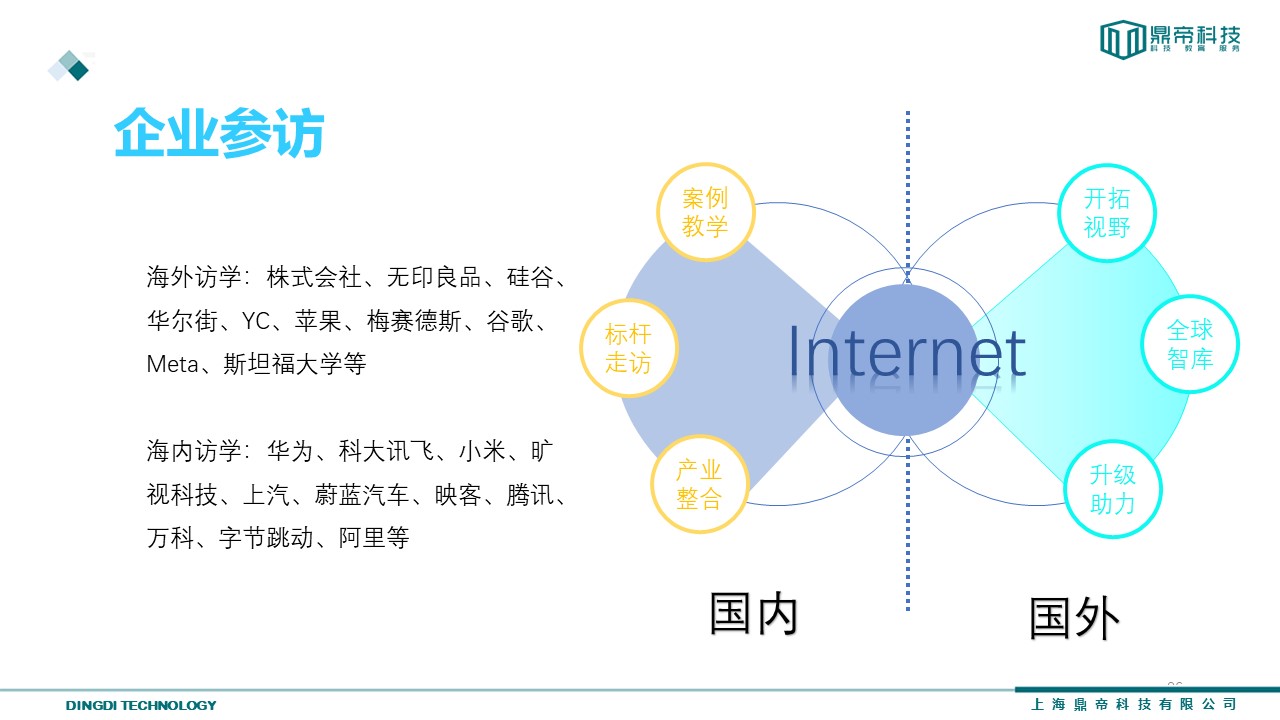 鼎帝科技
科技 教育 服务
企业参访
海外访学：株式会社、无印良品、硅谷、
华尔街、YC、苹果、梅赛德斯、谷歌、
Meta、斯坦福大学等
海内访学：华为、科大讯飞、小米、旷
视科技、上汽、蔚蓝汽车、映客、腾讯、
万科、字节跳动、阿里等
案例
教学
标杆
走访
产业
整合
Internet
开拓
视野
全球
智库
升级
助力
国内
国外
DINGDI TECHNOLOGY
上海鼎帝科技有限公司